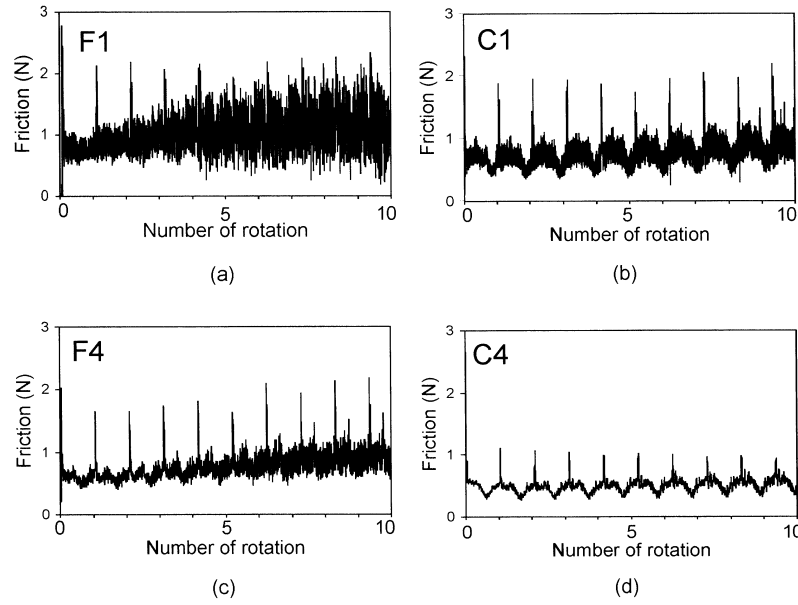 3
F1
2
Friction (N)
1
0
0 5 10
Number of rotation
(a)
3
C1
2
Friction (N)
1
0
0 5 10
Number of rotation
(b)
3
F4
2
Friction (N)
1
0
0 5 10
Number of rotation
(c)
3
C4
2
Friction (N)
1
0
0 5 10
Number of rotation
(d)